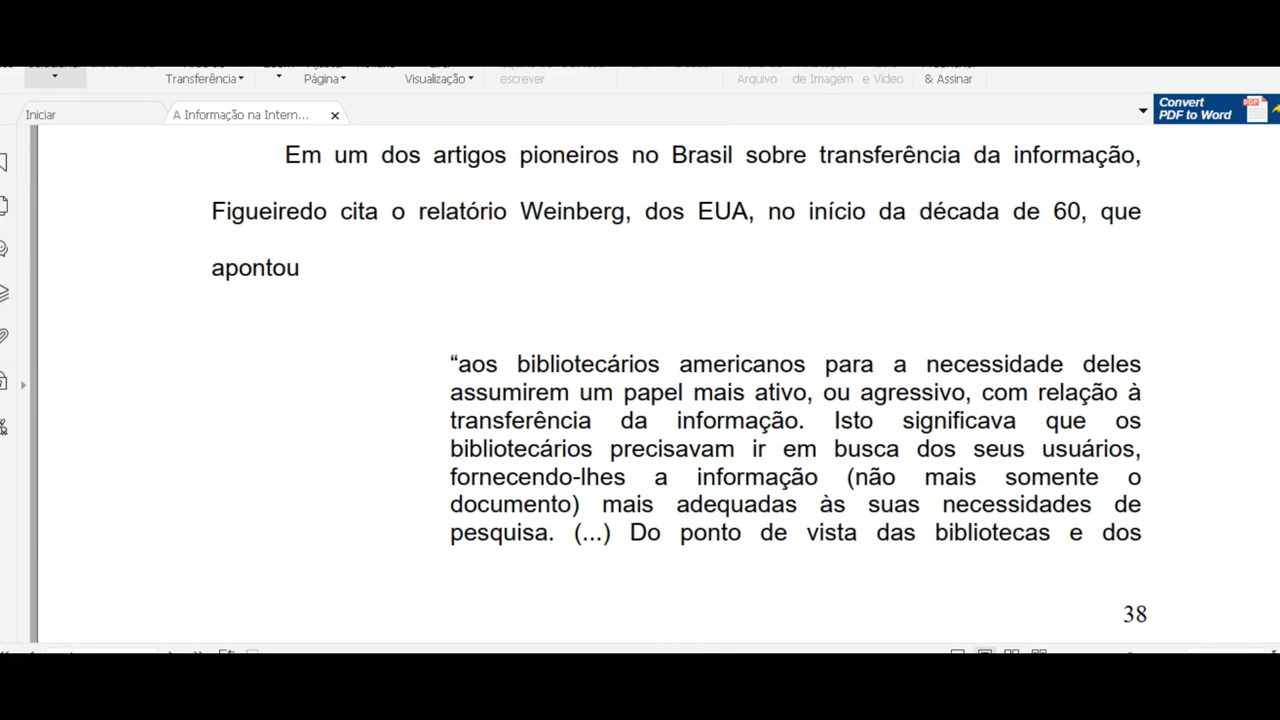 Transferência
Página
Visualização
escrever
Arquivo
de Imagem
e Vídeo
& Assinar
Iniciar
A Informação na Intern...
Convert
PDF to Word
Em um dos artigos pioneiros no Brasil sobre transferência da informação,
Figueiredo cita o relatório Weinberg, dos EUA, no início da década de 60, que
apontou
“aos bibliotecários americanos para a necessidade deles
assumirem um papel mais ativo, ou agressivo, com relação à
transferência da informação. Isto significava que os
bibliotecários precisavam ir em busca dos seus usuários,
fornecendo-lhes a informação (não mais somente o
documento) mais adequadas às suas necessidades de
pesquisa. (...) Do ponto de vista das bibliotecas e dos
38